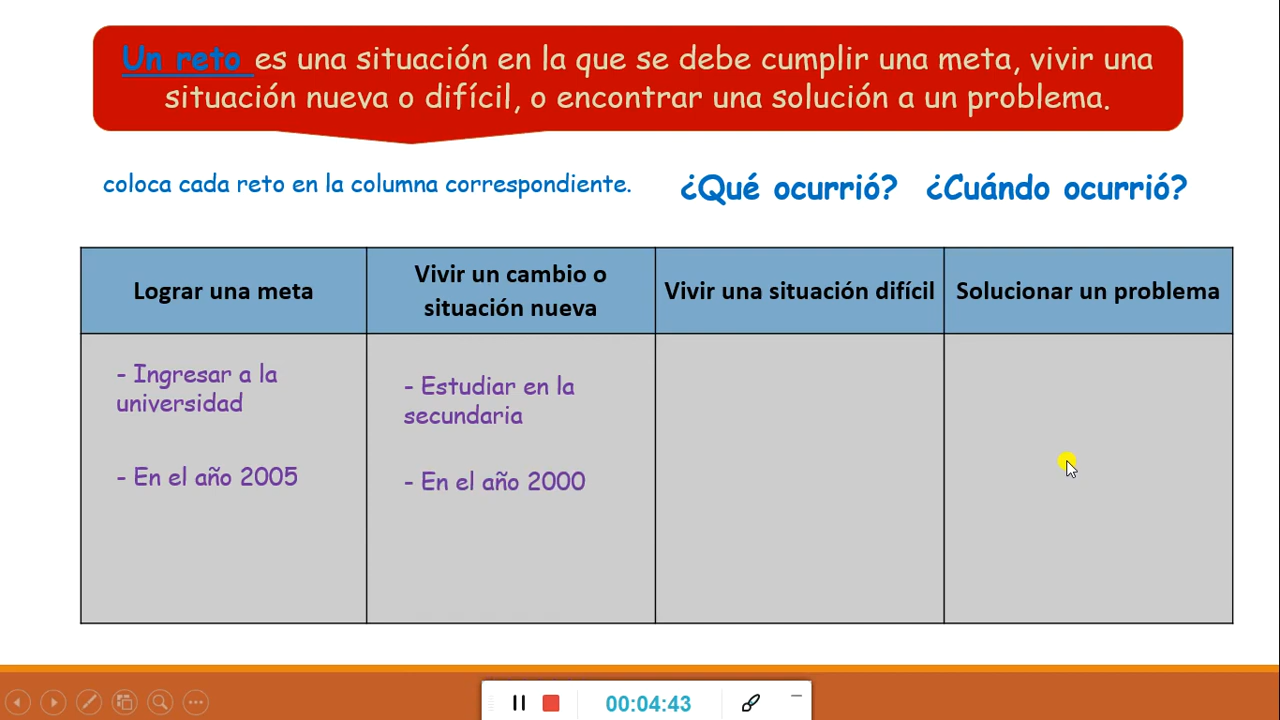 Un reto es una situación en la que se debe cumplir una meta, vivir una
situación nueva o difícil, o encontrar una solución a un problema.
coloca cada reto en la columna correspondiente.
¿Qué ocurrió? ¿Cuándo ocurrió?
Lograr una meta
Vivir un cambio o
situación nueva
Vivir una situación difícil
Solucionar un problema
- Ingresar a la
universidad
- En el año 2005
- Estudiar en la
secundaria
- En el año 2000
00:04:43